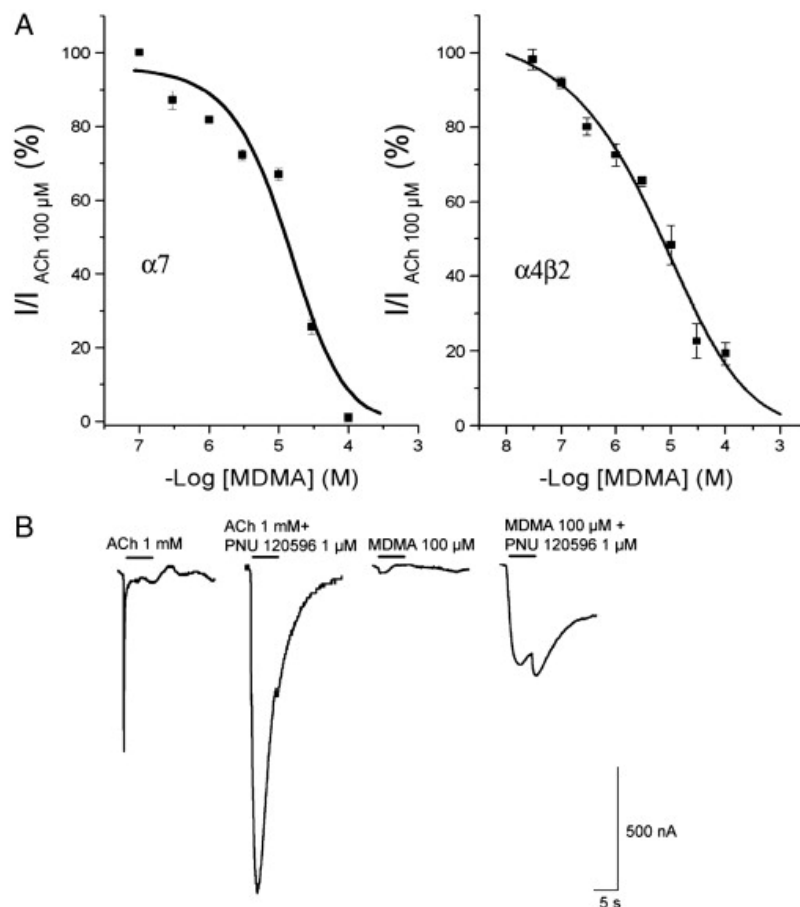 A
I/I ACh 100 µM (%)
100
80
60
40
20
0
α7
7 6 5 4 3
-Log [MDMA] (M)
I/I ACh 100 µM (%)
100
80
60
40
20
0
α4β2
8 7 6 5 4 3
-Log [MDMA] (M)
B
ACh 1 mM
ACh 1 mM+
PNU 120596 1 µM
MDMA 100 µM
MDMA 100 µM +
PNU 120596 1 µM
500 nA
5 s